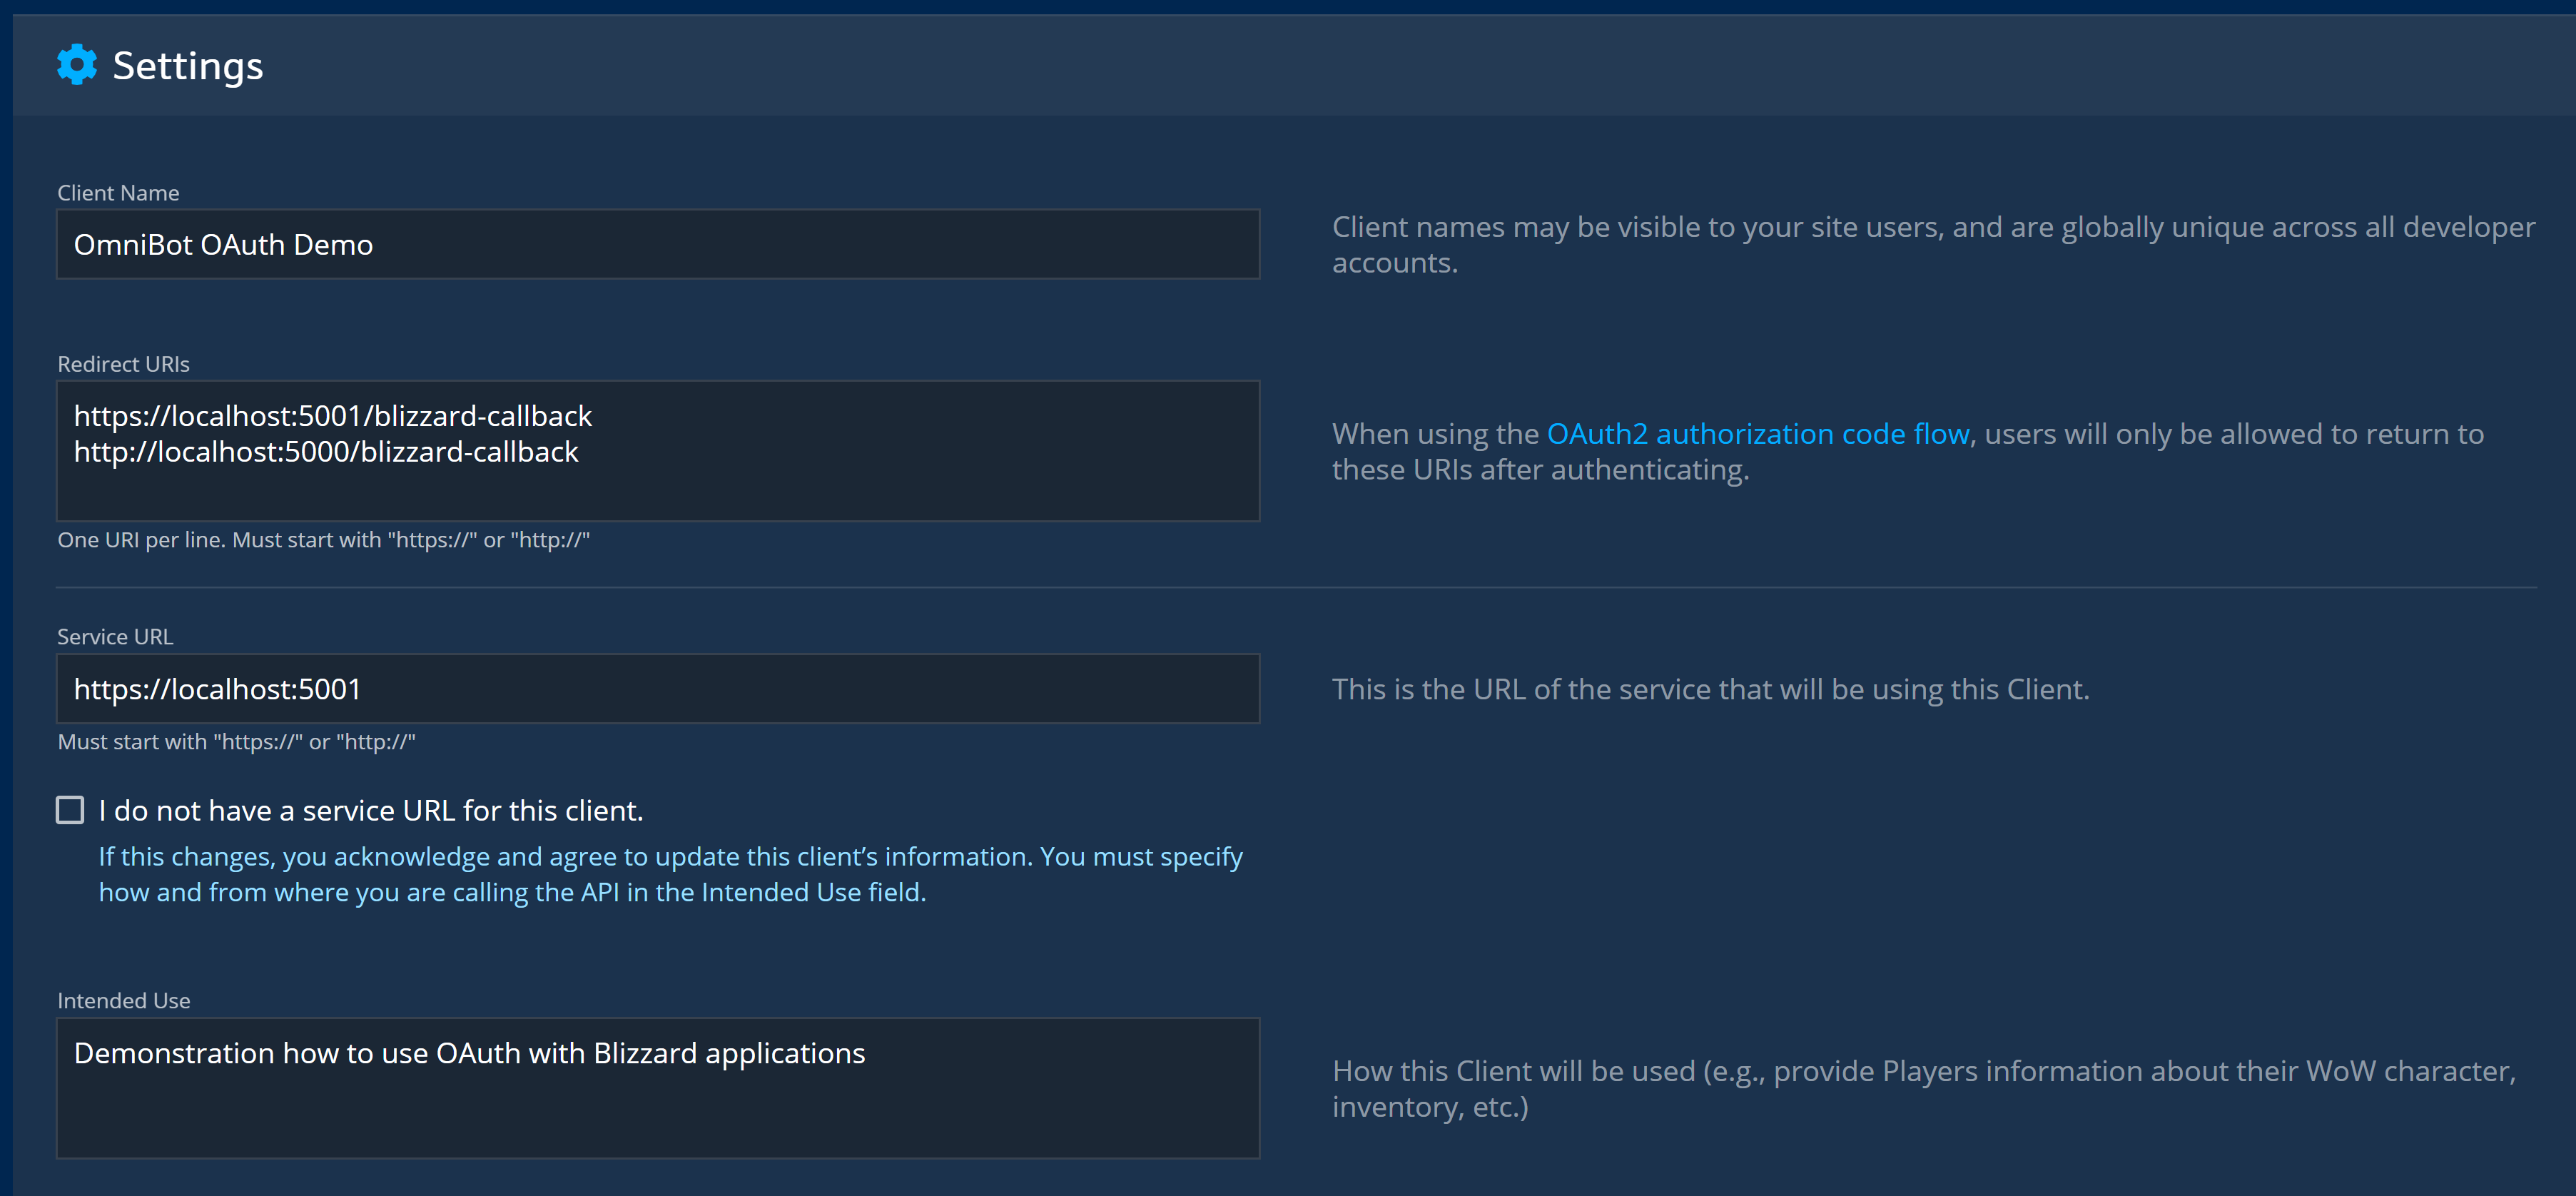 Settings
Client Name
OmniBot OAuth Demo
Client names may be visible to your site users, and are globally unique across all developer
accounts.
Redirect URIs
https://localhost:5001/blizzard-callback
http://localhost:5000/blizzard-callback
When using the OAuth2 authorization code flow, users will only be allowed to return to
these URIs after authenticating.
One URI per line. Must start with "https://" or "http://"
Service URL
https://localhost:5001
This is the URL of the service that will be using this Client.
Must start with "https://" or "http://"
I do not have a service URL for this client.
If this changes, you acknowledge and agree to update this client’s information. You must specify
how and from where you are calling the API in the Intended Use field.
Intended Use
Demonstration how to use OAuth with Blizzard applications
How this Client will be used (e.g., provide Players information about their WoW character,
inventory, etc.)